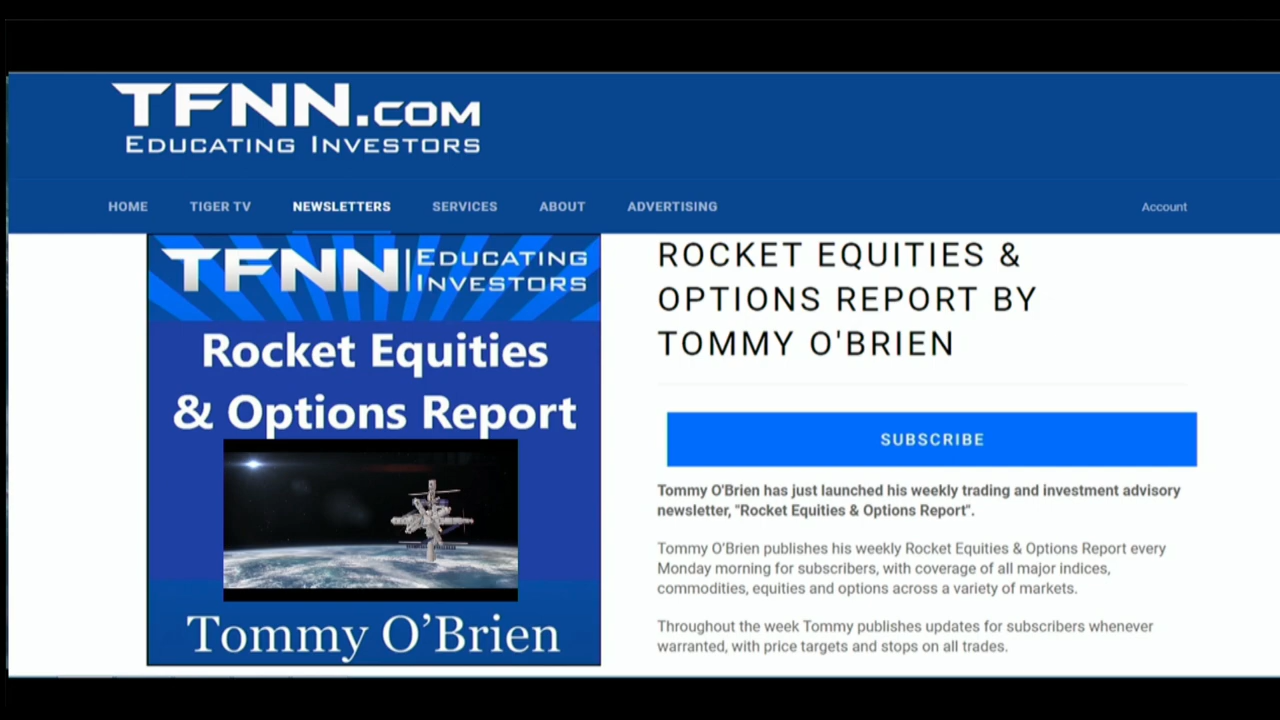 TFNN.COM
EDUCATING INVESTORS
HOME TIGER TV NEWSLETTERS SERVICES ABOUT ADVERTISING Account
TFNN EDUCATING
INVESTORS
Rocket Equities
& Options Report
Tommy O’Brien
ROCKET EQUITIES &
OPTIONS REPORT BY
TOMMY O'BRIEN
SUBSCRIBE
Tommy O'Brien has just launched his weekly trading and investment advisory
newsletter, "Rocket Equities & Options Report".
Tommy O’Brien publishes his weekly Rocket Equities & Options Report every
Monday morning for subscribers, with coverage of all major indices,
commodities, equities and options across a variety of markets.
Throughout the week Tommy publishes updates for subscribers whenever
warranted, with price targets and stops on all trades.